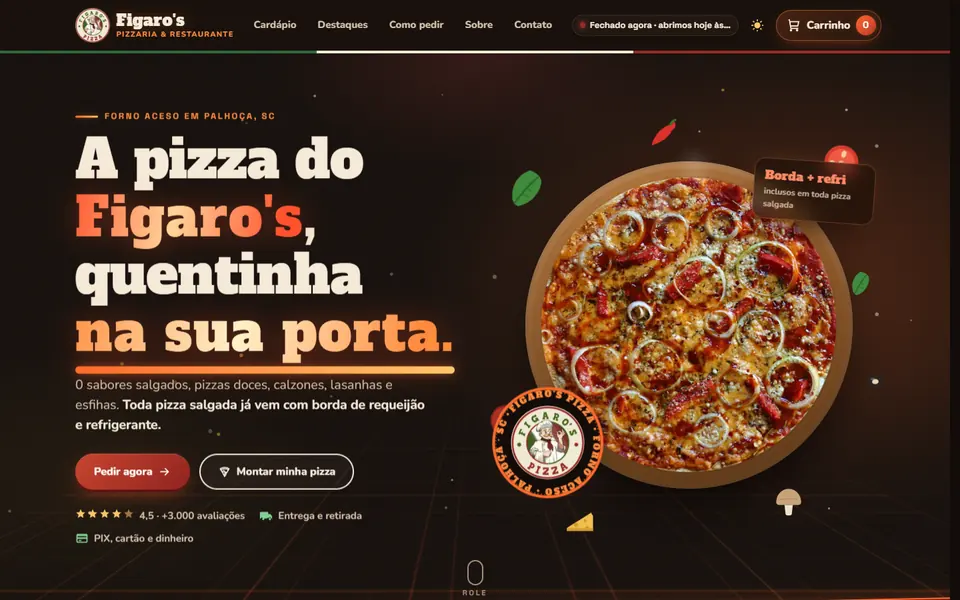 Figaro's
PIZZARIA & RESTAURANTE
Cardápio
Destaques
Como pedir
Sobre
Contato
Fechado agora · abrimos hoje às...
Carrinho
0
FORNO ACESO EM PALHOÇA, SC
A pizza do
Figaro's,
quentinha
na sua porta.
0 sabores salgados, pizzas doces, calzones, lasanhas e
esfihas. Toda pizza salgada já vem com borda de requeijão
e refrigerante.
Pedir agora →
Montar minha pizza
4,5 · +3.000 avaliações
Entrega e retirada
PIX, cartão e dinheiro
Borda + refri
inclusos em toda pizza
salgada
FIGARO'S PIZZA · FORNO ACESO · PALHOÇA · SC ·
FIGARO'S
PIZZA
ROLE